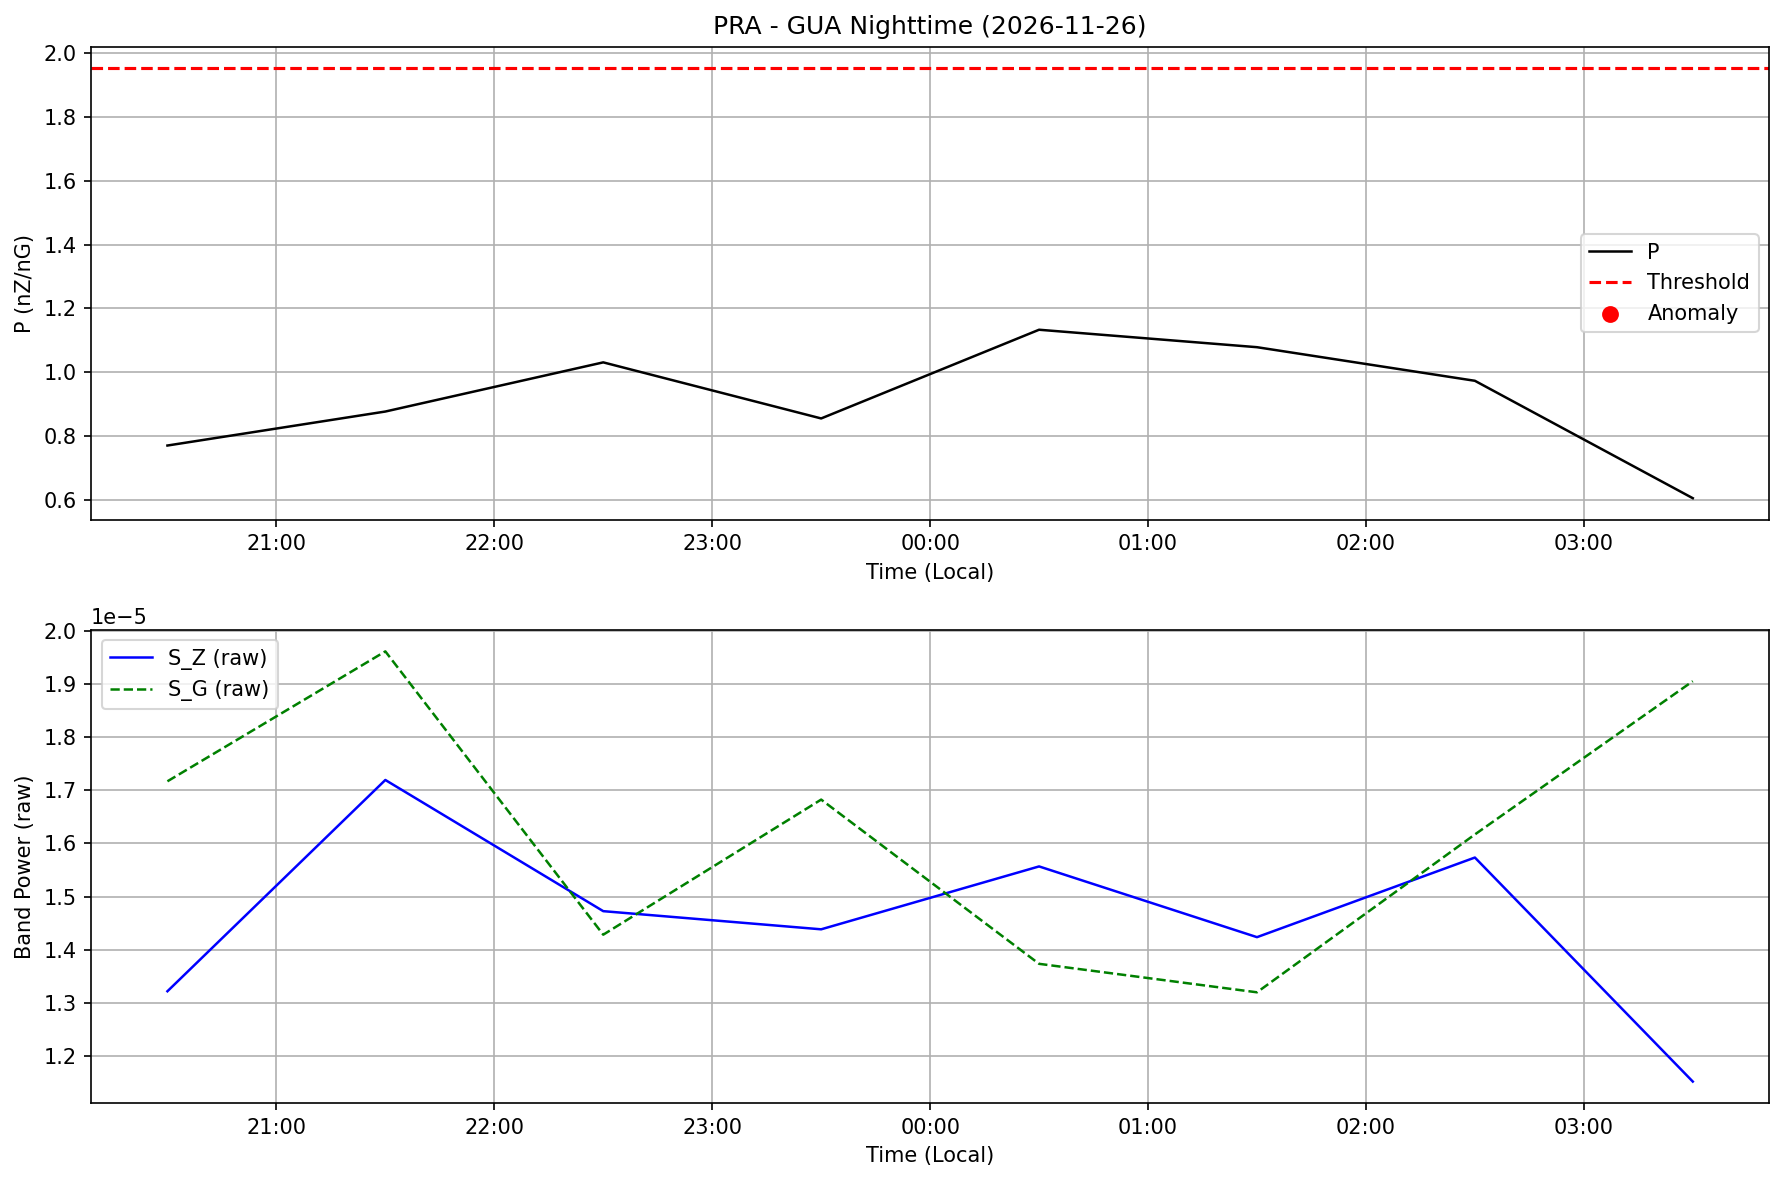 PRA - GUA Nighttime (2026-11-26)
P (nZ/nG)
2.0
1.8
1.6
1.4
1.2
1.0
0.8
0.6
P
Threshold
Anomaly
21:00 22:00 23:00 00:00 01:00 02:00 03:00
Time (Local)
1e−5
Band Power (raw)
2.0
1.9
1.8
1.7
1.6
1.5
1.4
1.3
1.2
S_Z (raw)
S_G (raw)
21:00 22:00 23:00 00:00 01:00 02:00 03:00
Time (Local)